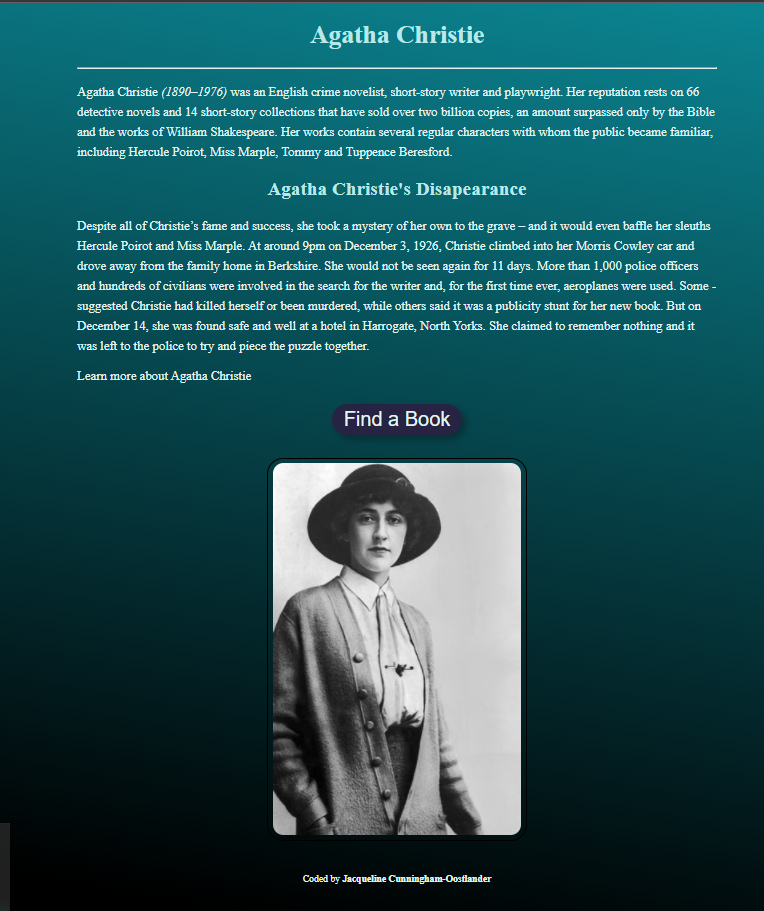 Agatha Christie
Agatha Christie (1890–1976) was an English crime novelist, short-story writer and playwright. Her reputation rests on 66
detective novels and 14 short-story collections that have sold over two billion copies, an amount surpassed only by the Bible
and the works of William Shakespeare. Her works contain several regular characters with whom the public became familiar,
including Hercule Poirot, Miss Marple, Tommy and Tuppence Beresford.
Agatha Christie's Disapearance
Despite all of Christie’s fame and success, she took a mystery of her own to the grave – and it would even baffle her sleuths
Hercule Poirot and Miss Marple. At around 9pm on December 3, 1926, Christie climbed into her Morris Cowley car and
drove away from the family home in Berkshire. She would not be seen again for 11 days. More than 1,000 police officers
and hundreds of civilians were involved in the search for the writer and, for the first time ever, aeroplanes were used. Some -
suggested Christie had killed herself or been murdered, while others said it was a publicity stunt for her new book. But on
December 14, she was found safe and well at a hotel in Harrogate, North Yorks. She claimed to remember nothing and it
was left to the police to try and piece the puzzle together.
Learn more about Agatha Christie
Find a Book
Coded by Jacqueline Cunningham-Oostlander